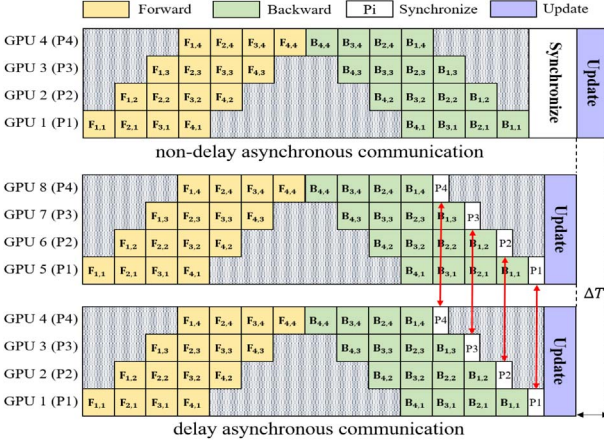 Forward Backward Pi Synchronize Update
GPU 4 (P4) F1,4 F2,4 F3,4 F4,4 B4,4 B3,4 B2,4 B1,4
GPU 3 (P3) F1,3 F2,3 F3,3 F4,3 B4,3 B3,3 B2,3 B1,3
GPU 2 (P2) F1,2 F2,2 F3,2 F4,2 B4,2 B3,2 B2,2 B1,2
GPU 1 (P1) F1,1 F2,1 F3,1 F4,1 B4,1 B3,1 B2,1 B1,1
Synchronize
Update
non-delay asynchronous communication
GPU 8 (P4) F1,4 F2,4 F3,4 F4,4 B4,4 B3,4 B2,4 B1,4 P4
GPU 7 (P3) F1,3 F2,3 F3,3 F4,3 B4,3 B3,3 B2,3 B1,3 P3
GPU 6 (P2) F1,2 F2,2 F3,2 F4,2 B4,2 B3,2 B2,2 B1,2 P2
GPU 5 (P1) F1,1 F2,1 F3,1 F4,1 B4,1 B3,1 B2,1 B1,1 P1
Update
ΔT
GPU 4 (P4) F1,4 F2,4 F3,4 F4,4 B4,4 B3,4 B2,4 B1,4 P4
GPU 3 (P3) F1,3 F2,3 F3,3 F4,3 B4,3 B3,3 B2,3 B1,3 P3
GPU 2 (P2) F1,2 F2,2 F3,2 F4,2 B4,2 B3,2 B2,2 B1,2 P2
GPU 1 (P1) F1,1 F2,1 F3,1 F4,1 B4,1 B3,1 B2,1 B1,1 P1
Update
delay asynchronous communication